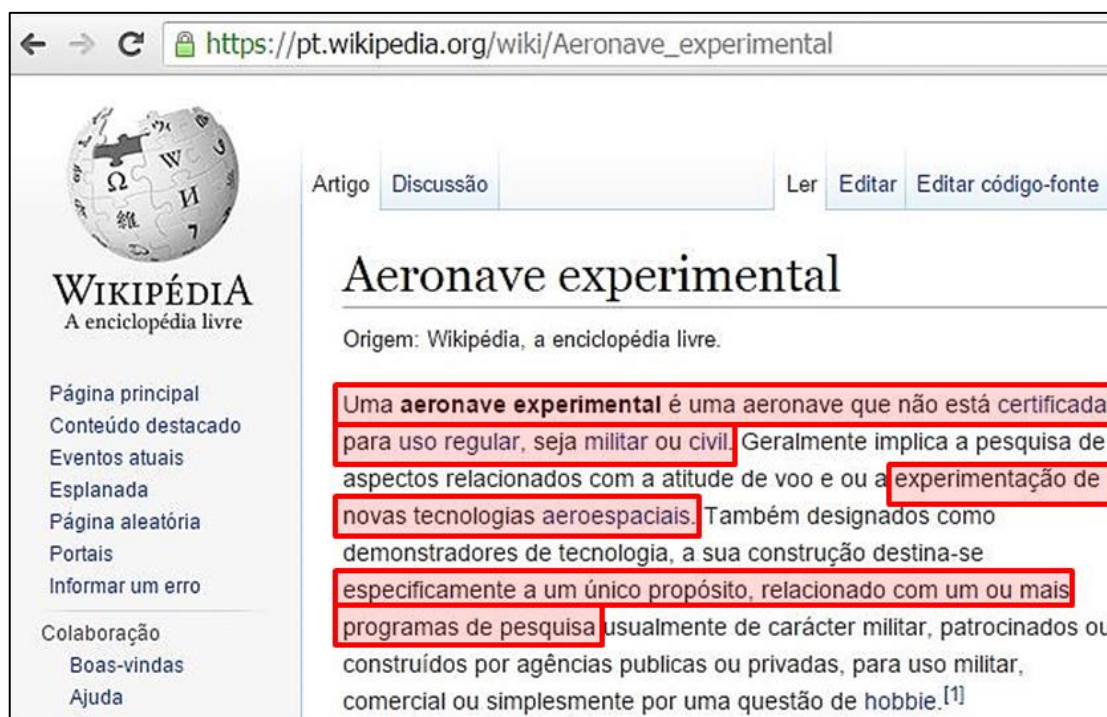 https://pt.wikipedia.org/wiki/Aeronave_experimental
WIKIPÉDIA
A enciclopédia livre
Página principal
Conteúdo destacado
Eventos atuais
Esplanada
Página aleatória
Portais
Informar um erro
Colaboração
Boas-vindas
Ajuda
Artigo Discussão Ler Editar Editar código-fonte
Aeronave experimental
Origem: Wikipédia, a enciclopédia livre.
Uma aeronave experimental é uma aeronave que não está certificada
para uso regular, seja militar ou civil. Geralmente implica a pesquisa de
aspectos relacionados com a atitude de voo e ou a experimentação de
novas tecnologias aeroespaciais. Também designados como
demonstradores de tecnologia, a sua construção destina-se
especificamente a um único propósito, relacionado com um ou mais
programas de pesquisa usualmente de carácter militar, patrocinados ou
construídos por agências publicas ou privadas, para uso militar,
comercial ou simplesmente por uma questão de hobbie.[1]